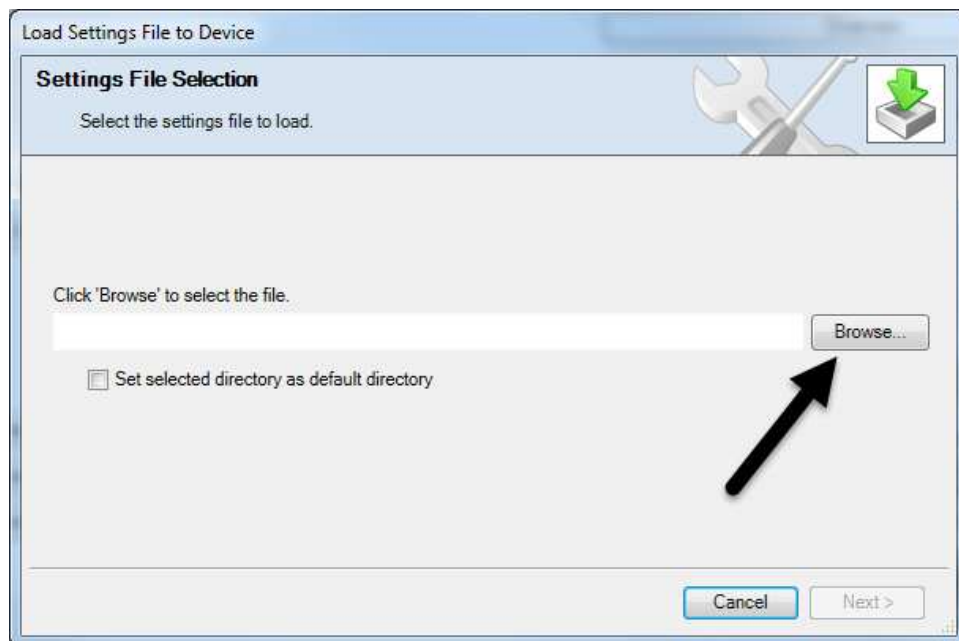 Load Settings File to Device
Settings File Selection
Select the settings file to load.
Click 'Browse' to select the file.
Browse...
Set selected directory as default directory
Cancel
Next >